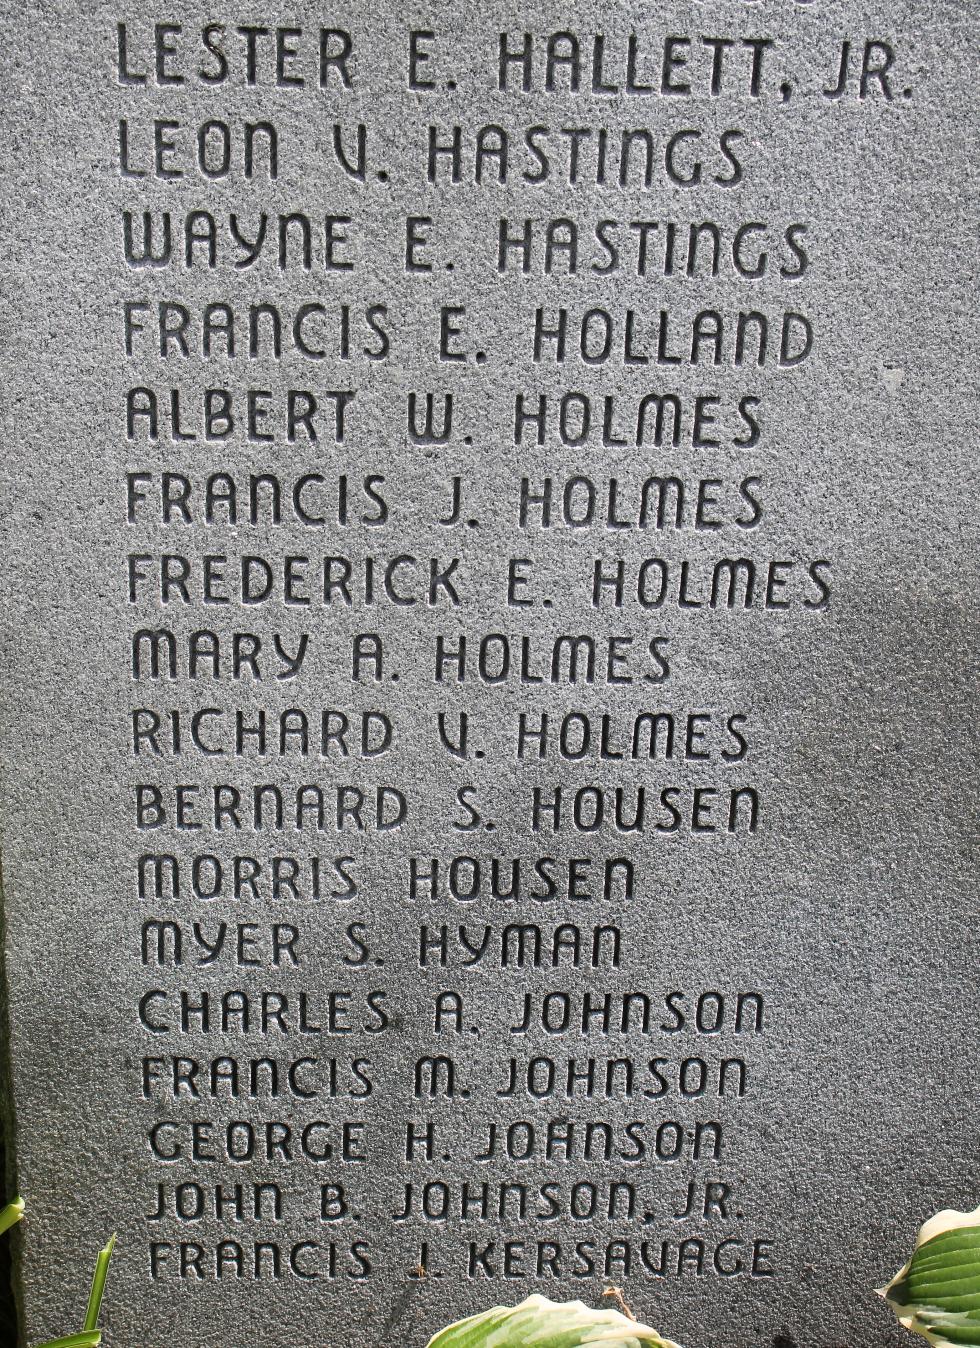 LESTER E. HALLETT, JR.
LEON V. HASTINGS
WAYNE E. HASTINGS
FRANCIS E. HOLLAND
ALBERT W. HOLMES
FRANCIS J. HOLMES
FREDERICK E. HOLMES
MARY A. HOLMES
RICHARD V. HOLMES
BERNARD S. HOUSEN
MORRIS HOUSEN
MYER S. HYMAN
CHARLES A. JOHNSON
FRANCIS M. JOHNSON
GEORGE H. JOHNSON
JOHN B. JOHNSON, JR.
FRANCIS KERSAVAGE